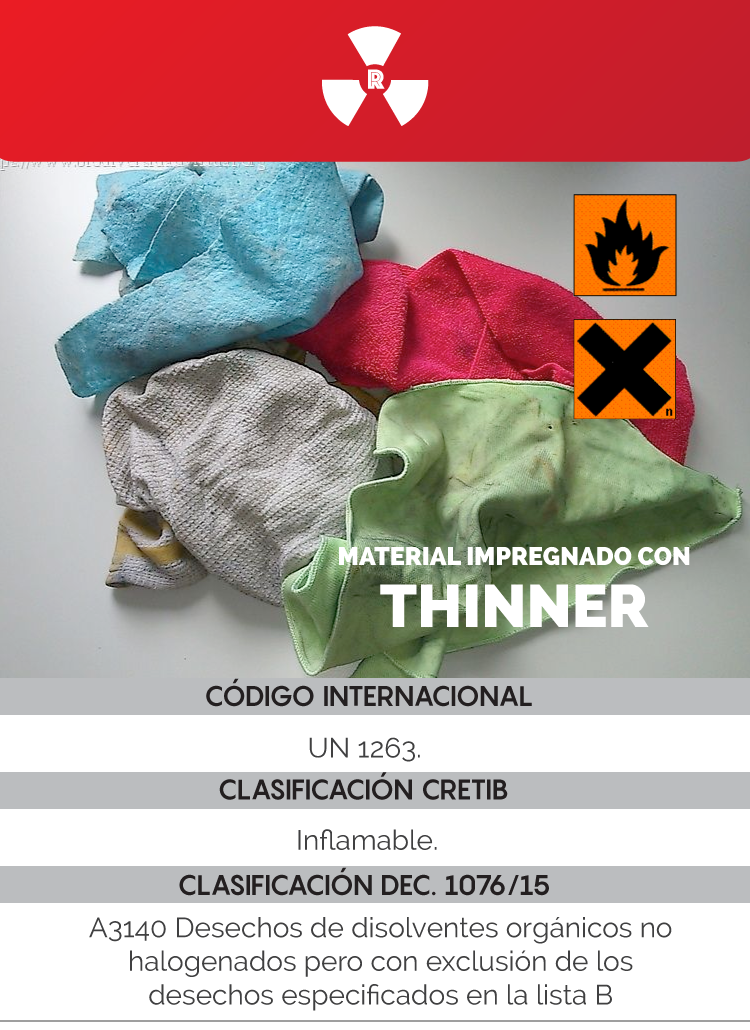 R
n
MATERIAL IMPREGNADO CON
THINNER
CÓDIGO INTERNACIONAL
UN 1263.
CLASIFICACIÓN CRETIB
Inflamable.
CLASIFICACIÓN DEC. 1076/15
A3140 Desechos de disolventes orgánicos no
halogenados pero con exclusión de los
desechos especificados en la lista B